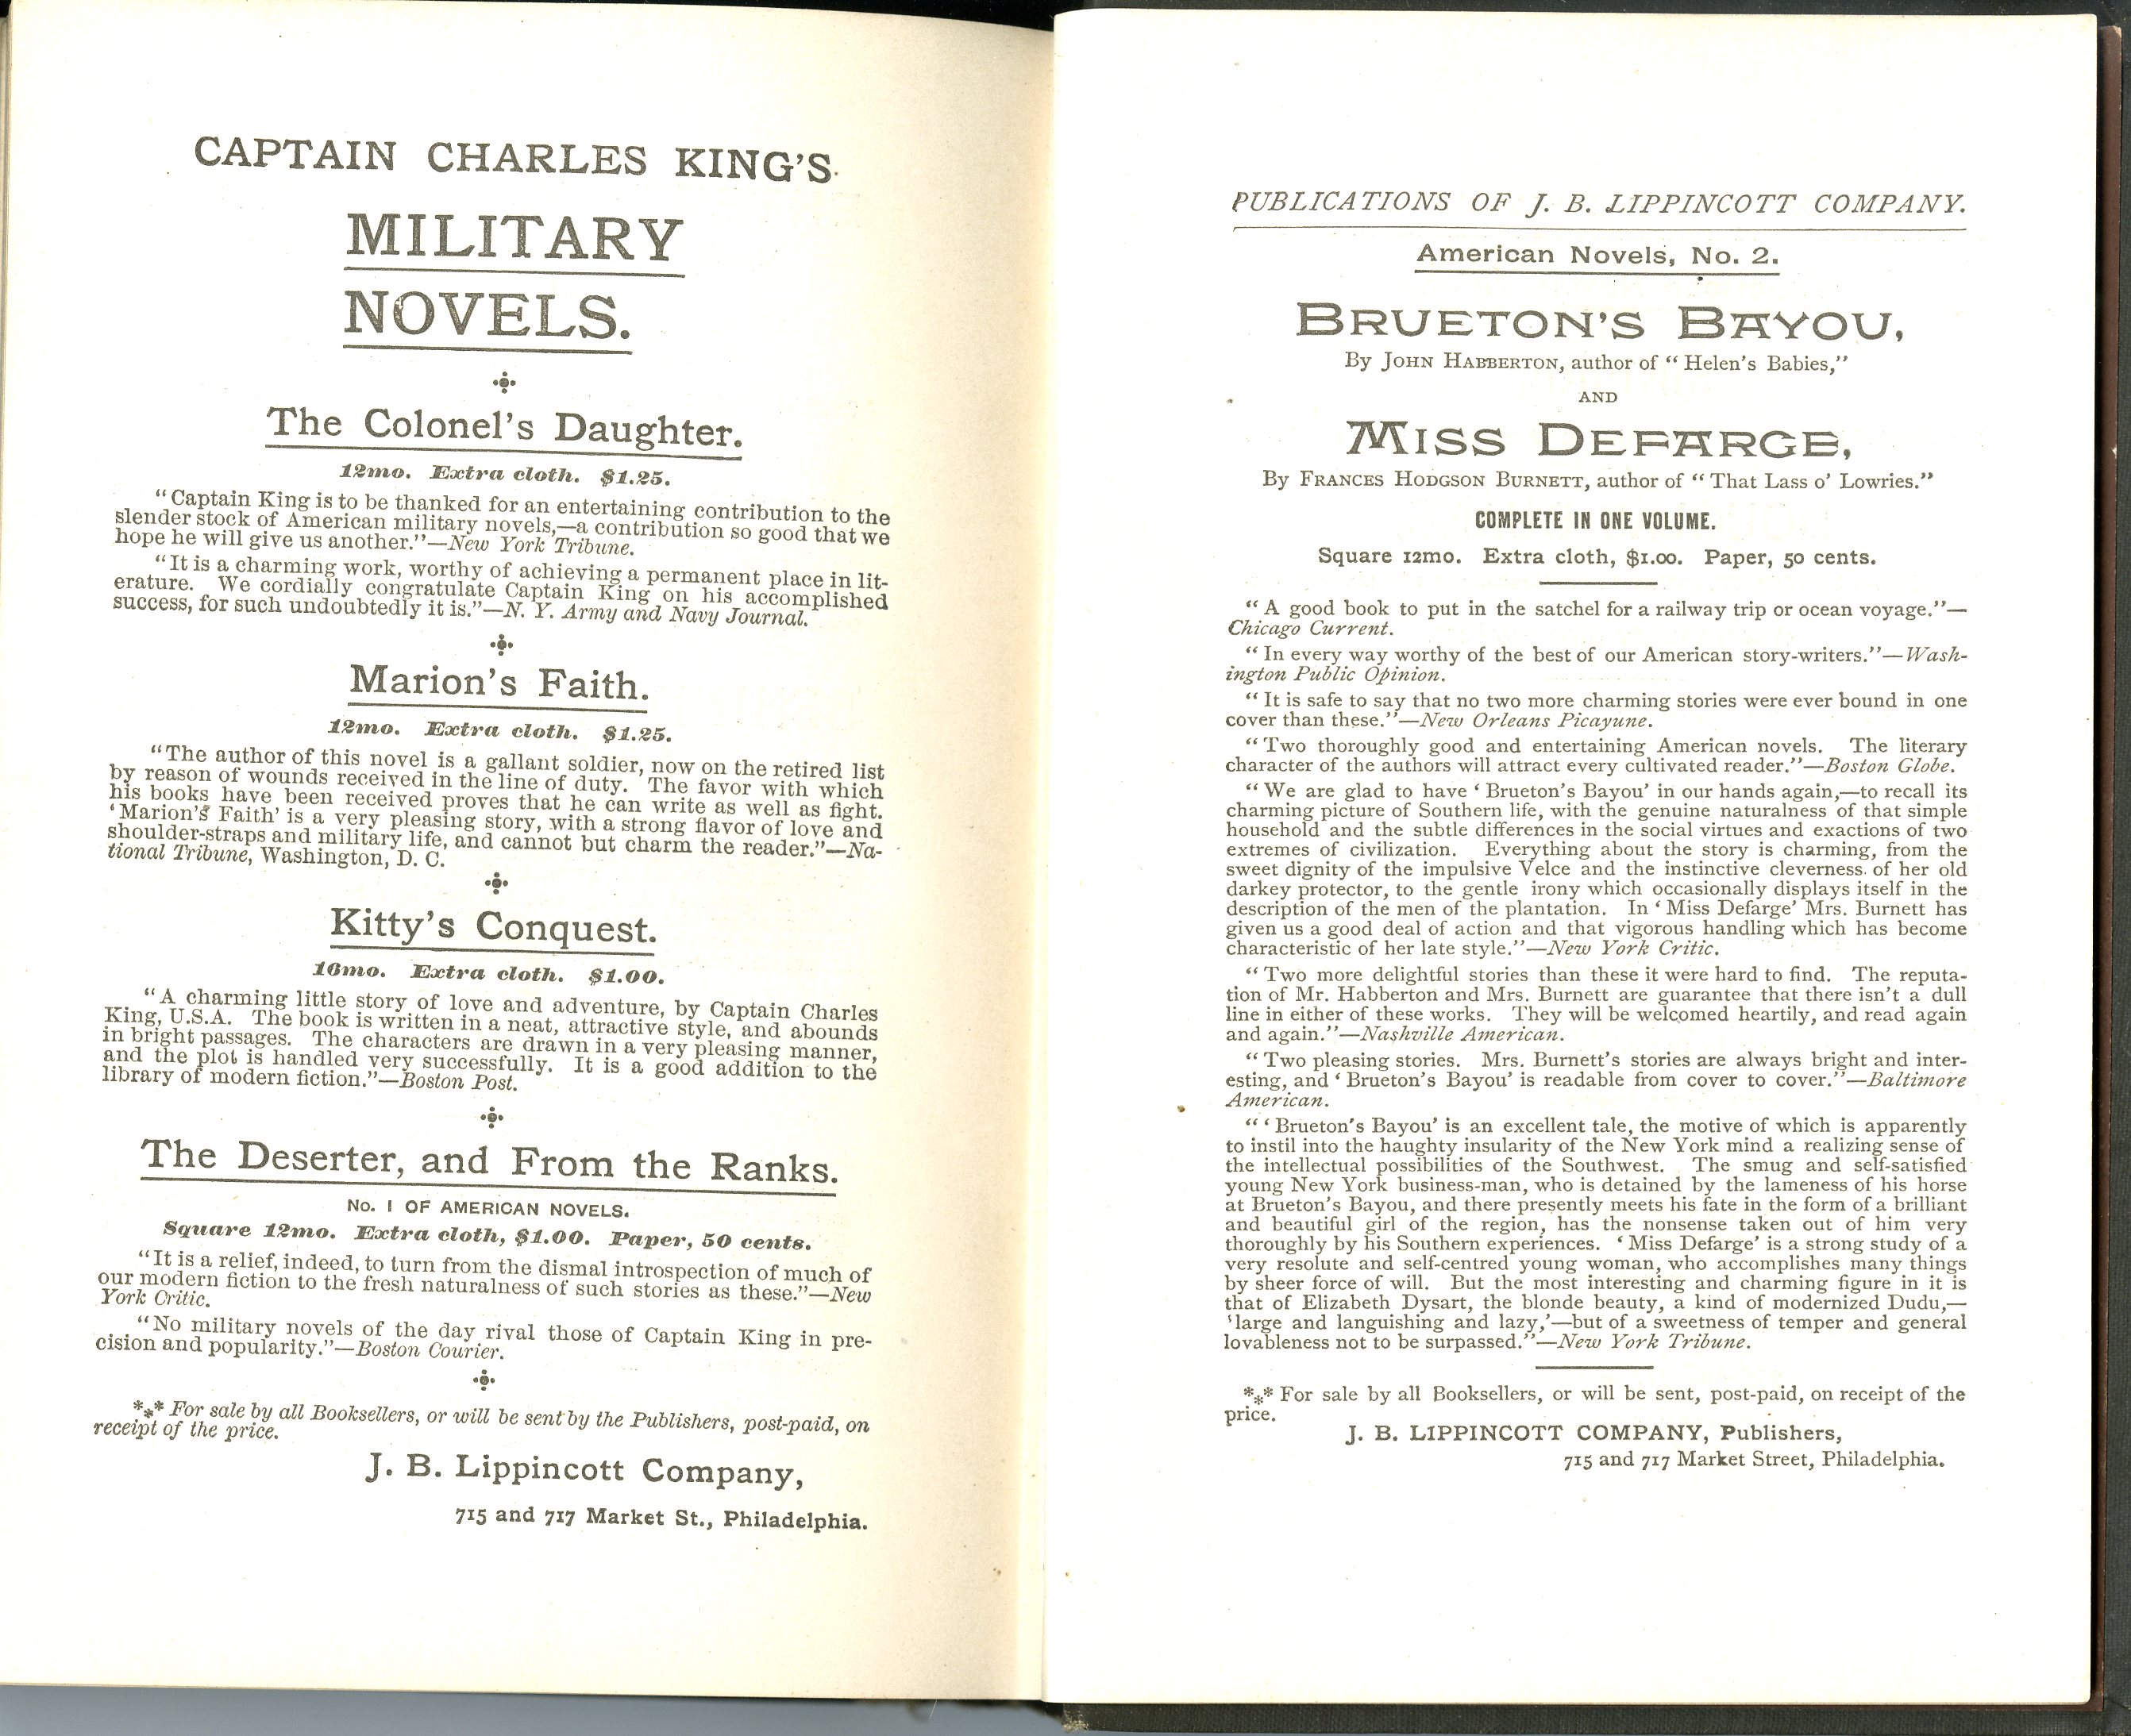 CAPTAIN CHARLES KING'S
MILITARY
NOVELS.
The Colonel's Daughter.
12mo. Extra cloth. $1.25.
"Captain King is to be thanked for an entertaining contribution to the
slender stock of American military novels,—a contribution so good that we
hope he will give us another."—New York Tribune.
"It is a charming work, worthy of achieving a permanent place in lit-
erature. We cordially congratulate Captain King on his accomplished
success, for such undoubtedly it is."—N. Y. Army and Navy Journal.
Marion's Faith.
12mo. Extra cloth. $1.25.
"The author of this novel is a gallant soldier, now on the retired list
by reason of wounds received in the line of duty. The favor with which
his books have been received proves that he can write as well as fight.
'Marion's Faith' is a very pleasing story, with a strong flavor of love and
shoulder-straps and military life, and cannot but charm the reader."—Na-
tional Tribune, Washington, D. C.
Kitty's Conquest.
16mo. Extra cloth. $1.00.
"A charming little story of love and adventure, by Captain Charles
King, U.S.A. The book is written in a neat, attractive style, and abounds
in bright passages. The characters are drawn in a very pleasing manner,
and the plot is handled very successfully. It is a good addition to the
library of modern fiction."—Boston Post.
The Deserter, and From the Ranks.
No. 1 OF AMERICAN NOVELS.
Square 12mo. Extra cloth, $1.00. Paper, 50 cents.
"It is a relief, indeed, to turn from the dismal introspection of much of
our modern fiction to the fresh naturalness of such stories as these."—New
York Critic.
"No military novels of the day rival those of Captain King in pre-
cision and popularity."—Boston Courier.
*** For sale by all Booksellers, or will be sent by the Publishers, post-paid, on
receipt of the price.
J. B. Lippincott Company,
715 and 717 Market St., Philadelphia.
PUBLICATIONS OF J. B. LIPPINCOTT COMPANY.
American Novels, No. 2.
BRUETON'S BAYOU,
By JOHN HABBERTON, author of "Helen's Babies,"
AND
MISS DEFARGE,
By FRANCES HODGSON BURNETT, author of "That Lass o' Lowries."
COMPLETE IN ONE VOLUME.
Square 12mo. Extra cloth, $1.00. Paper, 50 cents.
"A good book to put in the satchel for a railway trip or ocean voyage."—
Chicago Current.
"In every way worthy of the best of our American story-writers."—Wash-
ington Public Opinion.
"It is safe to say that no two more charming stories were ever bound in one
cover than these."—New Orleans Picayune.
"Two thoroughly good and entertaining American novels. The literary
character of the authors will attract every cultivated reader."—Boston Globe.
"We are glad to have 'Brueton's Bayou' in our hands again,—to recall its
charming picture of Southern life, with the genuine naturalness of that simple
household and the subtle differences in the social virtues and exactions of two
extremes of civilization. Everything about the story is charming, from the
sweet dignity of the impulsive Velce and the instinctive cleverness of her old
darkey protector, to the gentle irony which occasionally displays itself in the
description of the men of the plantation. In 'Miss Defarge' Mrs. Burnett has
given us a good deal of action and that vigorous handling which has become
characteristic of her late style."—New York Critic.
"Two more delightful stories than these it were hard to find. The reputa-
tion of Mr. Habberton and Mrs. Burnett are guarantee that there isn't a dull
line in either of these works. They will be welcomed heartily, and read again
and again."—Nashville American.
"Two pleasing stories. Mrs. Burnett's stories are always bright and inter-
esting, and 'Brueton's Bayou' is readable from cover to cover."—Baltimore
American.
"'Brueton's Bayou' is an excellent tale, the motive of which is apparently
to instil into the haughty insularity of the New York mind a realizing sense of
the intellectual possibilities of the Southwest. The smug and self-satisfied
young New York business-man, who is detained by the lameness of his horse
at Brueton's Bayou, and there presently meets his fate in the form of a brilliant
and beautiful girl of the region, has the nonsense taken out of him very
thoroughly by his Southern experiences. 'Miss Defarge' is a strong study of a
very resolute and self-centred young woman, who accomplishes many things
by sheer force of will. But the most interesting and charming figure in it is
that of Elizabeth Dysart, the blonde beauty, a kind of modernized Dudu,—
'large and languishing and lazy,'—but of a sweetness of temper and general
lovableness not to be surpassed."—New York Tribune.
*** For sale by all Booksellers, or will be sent, post-paid, on receipt of the
price.
J. B. LIPPINCOTT COMPANY, Publishers,
715 and 717 Market Street, Philadelphia.